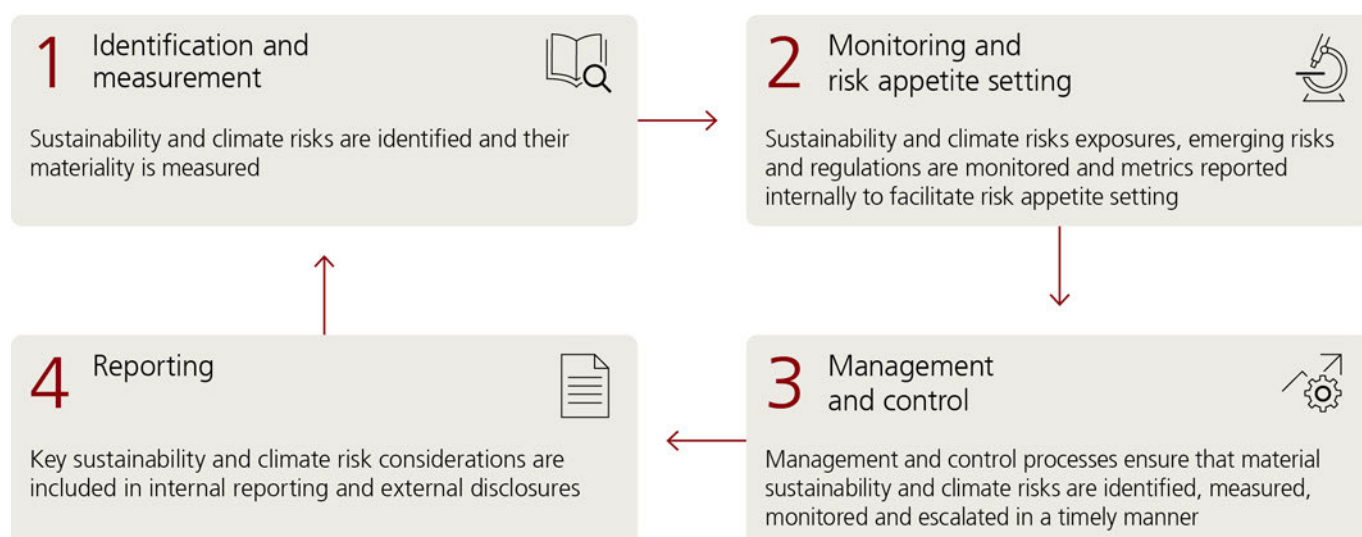 1
Identification and
measurement
Sustainability and climate risks are identified and their
materiality is measured
2
Monitoring and
risk appetite setting
Sustainability and climate risks exposures, emerging risks
and regulations are monitored and metrics reported
internally to facilitate risk appetite setting
3
Management
and control
Management and control processes ensure that material
sustainability and climate risks are identified, measured,
monitored and escalated in a timely manner
4
Reporting
Key sustainability and climate risk considerations are
included in internal reporting and external disclosures